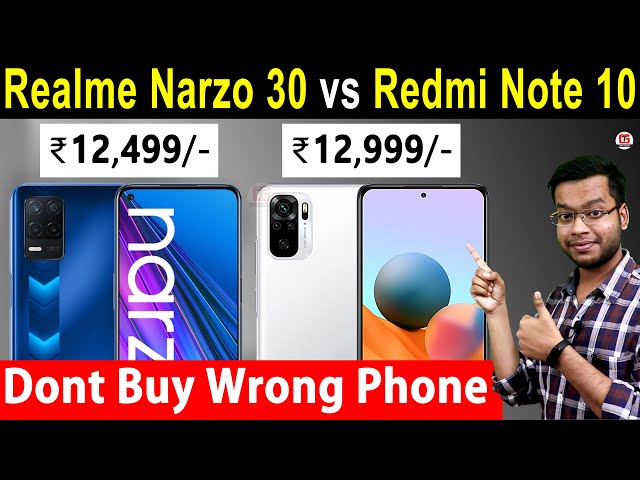 Realme Narzo 30 vs Redmi Note 10
₹12,499/- ₹12,999/-
narzo
Dont Buy Wrong Phone